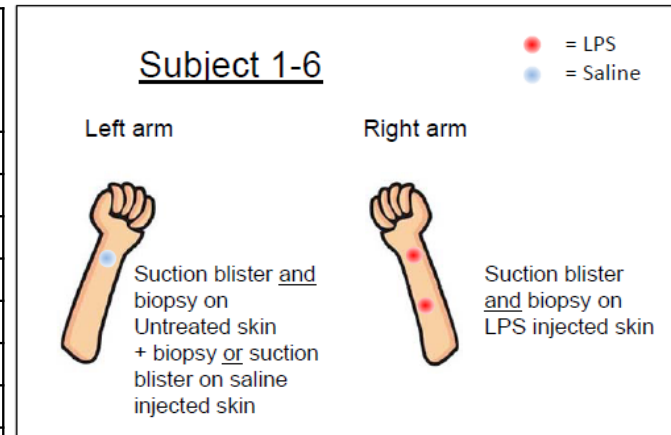 Subject 1-6
= LPS
= Saline
Left arm
Right arm
Suction blister and
biopsy on
Untreated skin
+ biopsy or suction
blister on saline
injected skin
Suction blister
and biopsy on
LPS injected skin